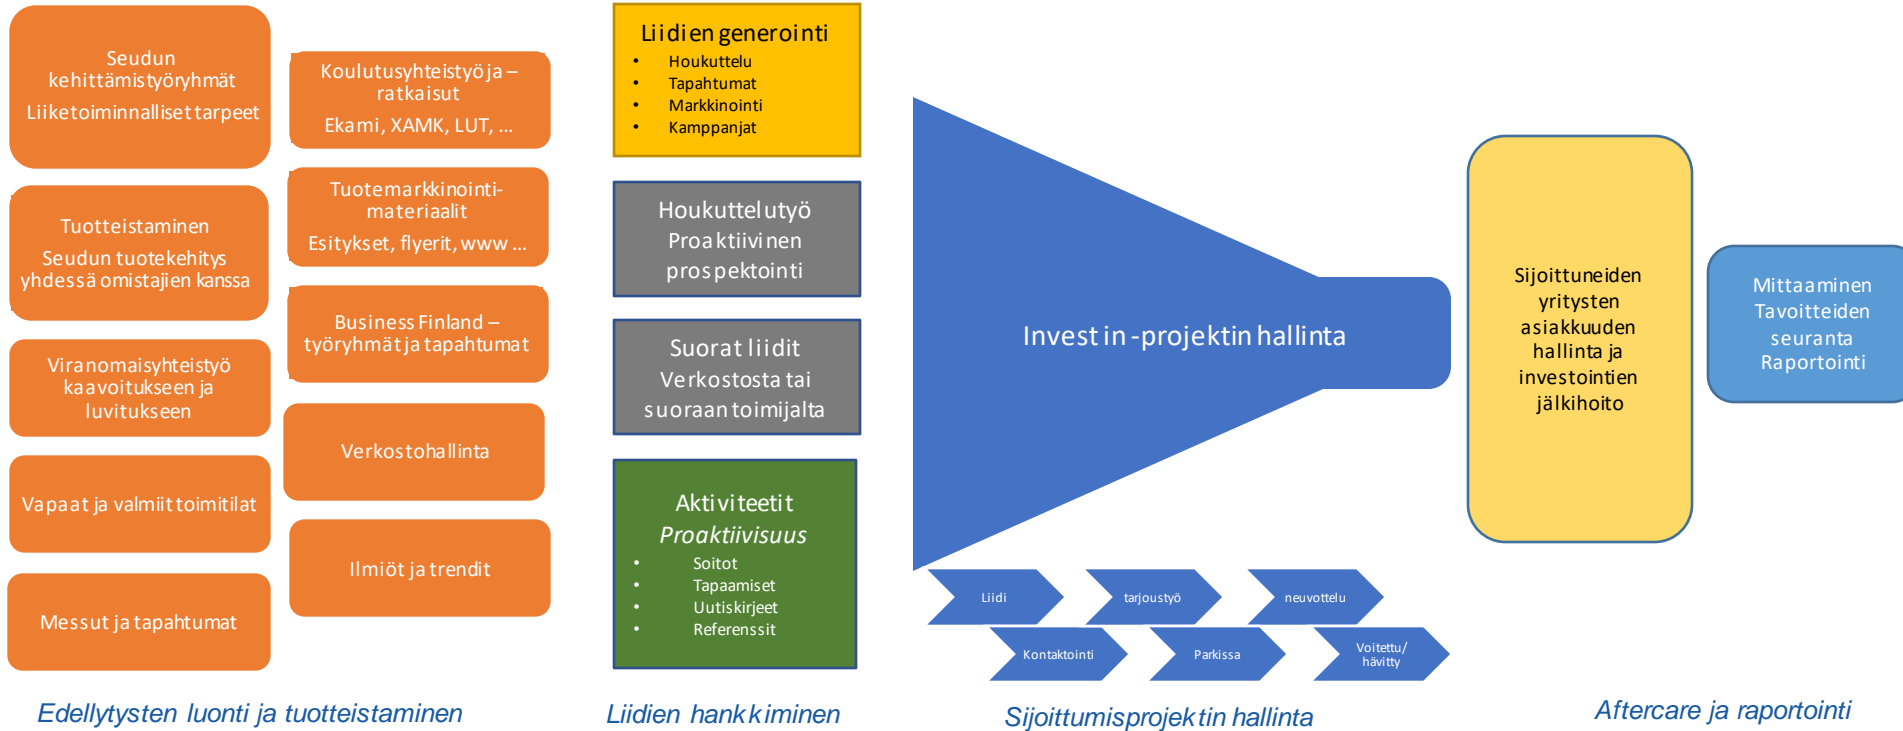 Seudun
kehittämistyöryhmät
Liiketoiminnalliset tarpeet
Tuotteistaminen
Seudun tuotekehitys
yhdessä omistajien kanssa
Viranomaisyhteistyö
kaavoitukseen ja
luvitukseen
Vapaat ja valmiit toimitilat
Messut ja tapahtumat
Koulutusyhteistyö ja –
ratkaisut
Ekami, XAMK, LUT, …
Tuotemarkkinointi-
materiaalit
Esitykset, flyerit, www …
Business Finland –
työryhmät ja tapahtumat
Verkostohallinta
Ilmiöt ja trendit
Edellytysten luonti ja tuotteistaminen
Liidien generointi
• Houkuttelu
• Tapahtumat
• Markkinointi
• Kamppanjat
Houkuttelutyö
Proaktiivinen
prospektointi
Suorat liidit
Verkostosta tai
suoraan toimijalta
Aktiviteetit
Proaktiivisuus
• Soitot
• Tapaamiset
• Uutiskirjeet
• Referenssit
Liidien hankkiminen
Invest in -projektin hallinta
Liidi
Kontaktointi
tarjoustyö
Parkissa
neuvottelu
Voitettu/
hävitty
Sijoittumisprojektin hallinta
Sijoittuneiden
yritysten
asiakkuuden
hallinta ja
investointien
jälkihoito
Mittaaminen
Tavoitteiden
seuranta
Raportointi
Aftercare ja raportointi